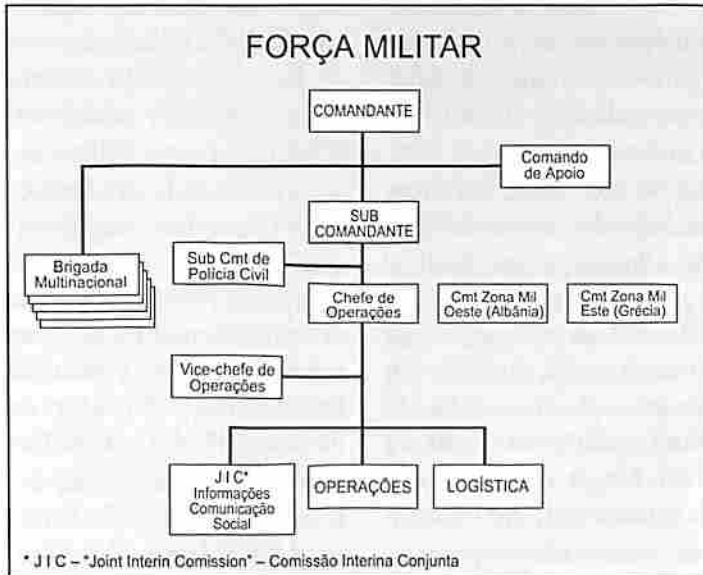 FORÇA MILITAR
COMANDANTE
Comando
de Apoio
SUB
COMANDANTE
Brigada
Multinacional
Sub Cmt de
Polícia Civil
Chefe de
Operações
Cmt Zona Mil
Oeste (Albânia)
Cmt Zona Mil
Este (Grécia)
Vice-chefe de
Operações
J I C*
Informações
Comunicação
Social
OPERAÇÕES
LOGÍSTICA
* J I C – "Joint Interin Comission" – Comissão Interina Conjunta